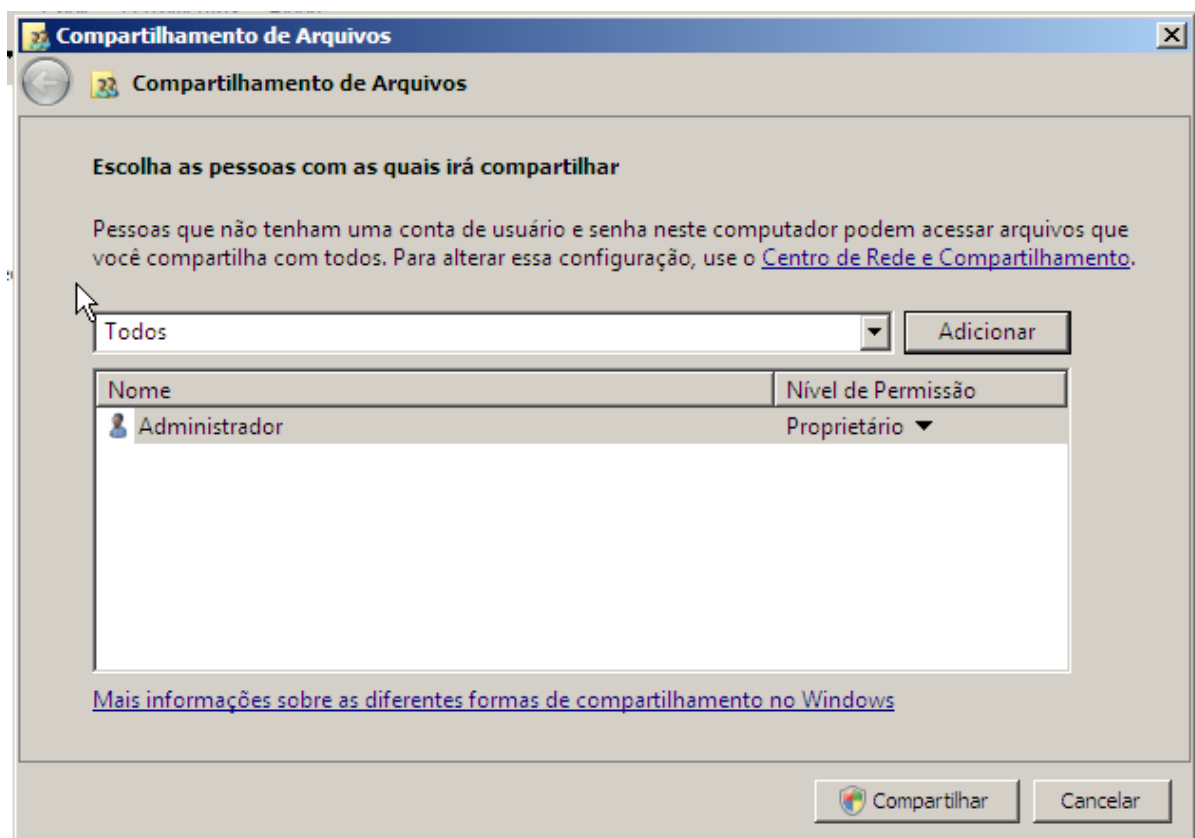 Compartilhamento de Arquivos
Compartilhamento de Arquivos
Escolha as pessoas com as quais irá compartilhar
Pessoas que não tenham uma conta de usuário e senha neste computador podem acessar arquivos que
você compartilha com todos. Para alterar essa configuração, use o Centro de Rede e Compartilhamento.
Todos
Adicionar
Nome Nível de Permissão
Administrador Proprietário
Mais informações sobre as diferentes formas de compartilhamento no Windows
Compartilhar Cancelar